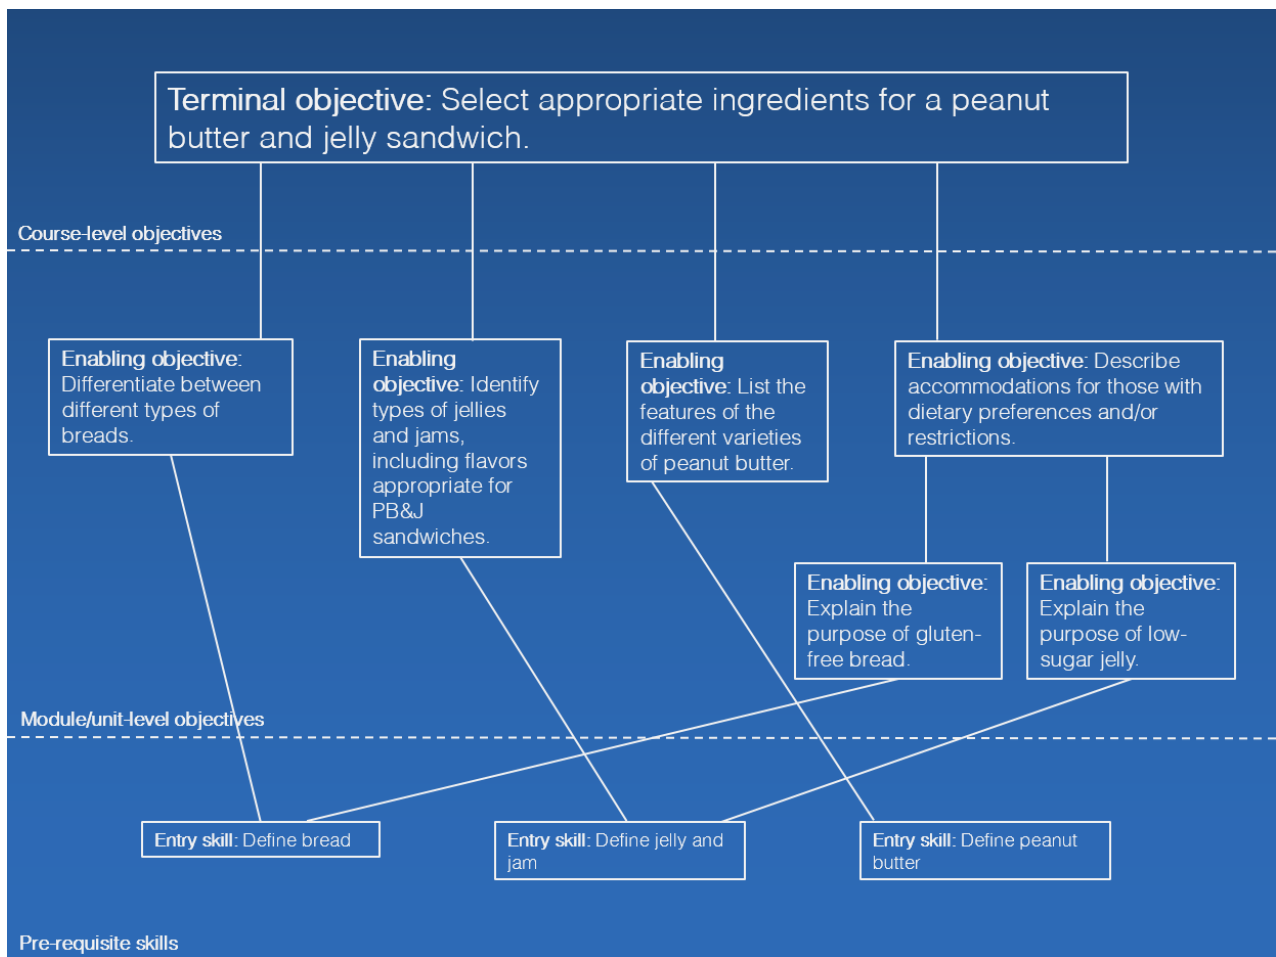 Terminal objective: Select appropriate ingredients for a peanut
butter and jelly sandwich.
Course-level objectives
Enabling objective:
Differentiate between
different types of
breads.
Enabling
objective: Identify
types of jellies
and jams,
including flavors
appropriate for
PB&J
sandwiches.
Enabling
objective: List the
features of the
different varieties
of peanut butter.
Enabling objective: Describe
accommodations for those with
dietary preferences and/or
restrictions.
Enabling objective:
Explain the
purpose of gluten-
free bread.
Enabling objective:
Explain the
purpose of low-
sugar jelly.
Module/unit-level objectives
Entry skill: Define bread
Entry skill: Define jelly and
jam
Entry skill: Define peanut
butter
Pre-requisite skills